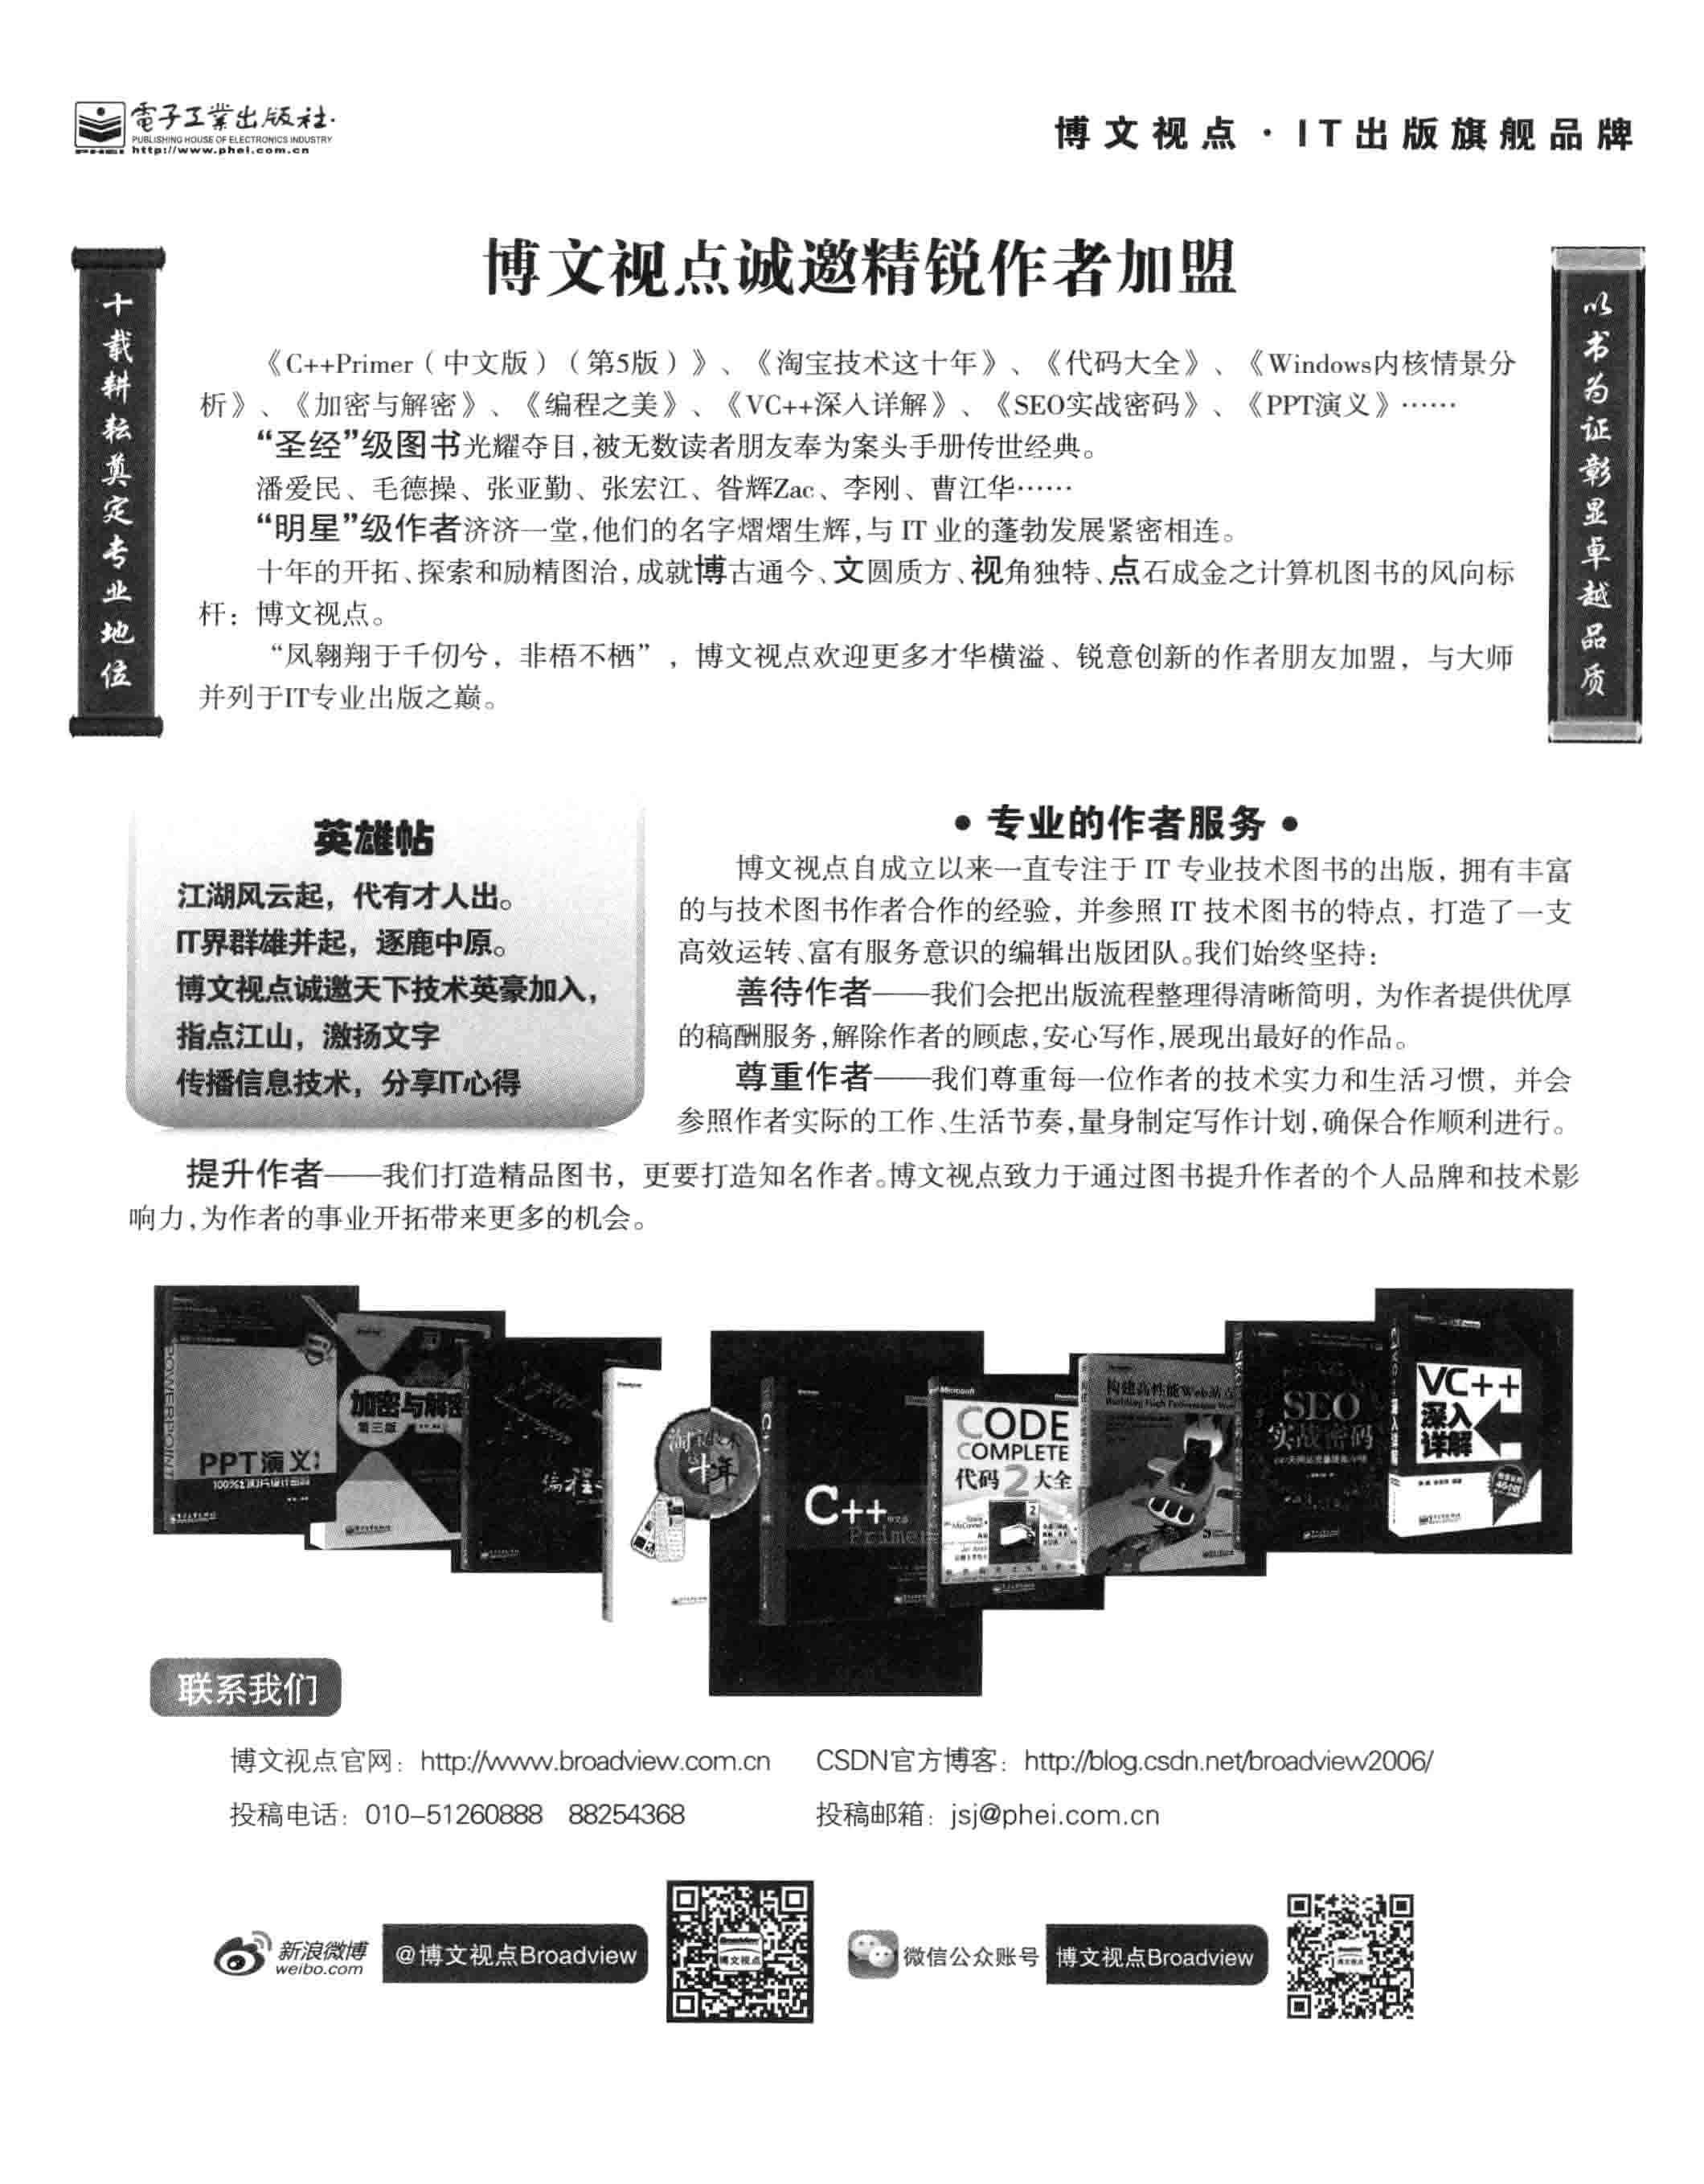 電子工業出版社·
PUBLISHING HOUSE OF ELECTRONICS INDUSTRY
PHEI http://www.phei.com.cn
博文视点·IT出版旗舰品牌
博文视点诚邀精锐作者加盟
十载耕耘奠定专业地位
以书为证彰显卓越品质
《C++Primer（中文版）（第5版）》、《淘宝技术这十年》、《代码大全》、《Windows内核情景分
析》、《加密与解密》、《编程之美》、《VC++深入详解》、《SEO实战密码》、《PPT演义》……
“圣经”级图书光耀夺目,被无数读者朋友奉为案头手册传世经典。
潘爱民、毛德操、张亚勤、张宏江、昝辉Zac、李刚、曹江华……
“明星”级作者济济一堂,他们的名字熠熠生辉,与 IT 业的蓬勃发展紧密相连。
十年的开拓、探索和励精图治,成就博古通今、文圆质方、视角独特、点石成金之计算机图书的风向标
杆：博文视点。
“凤翱翔于千仞兮，非梧不栖”，博文视点欢迎更多才华横溢、锐意创新的作者朋友加盟，与大师
并列于IT专业出版之巅。
英雄帖
江湖风云起，代有才人出。
IT界群雄并起，逐鹿中原。
博文视点诚邀天下技术英豪加入，
指点江山，激扬文字
传播信息技术，分享IT心得
• 专业的作者服务 •
博文视点自成立以来一直专注于 IT 专业技术图书的出版，拥有丰富
的与技术图书作者合作的经验，并参照 IT 技术图书的特点，打造了一支
高效运转、富有服务意识的编辑出版团队。我们始终坚持：
善待作者——我们会把出版流程整理得清晰简明，为作者提供优厚
的稿酬服务,解除作者的顾虑,安心写作,展现出最好的作品。
尊重作者——我们尊重每一位作者的技术实力和生活习惯，并会
参照作者实际的工作、生活节奏,量身制定写作计划,确保合作顺利进行。
提升作者——我们打造精品图书，更要打造知名作者。博文视点致力于通过图书提升作者的个人品牌和技术影
响力,为作者的事业开拓带来更多的机会。
POWERPOINT
PPT演义
加密与解密
第三版
C++
Primer
Microsoft
CODE
COMPLETE
代码2大全
构建高性能Web站点
SEO
实战密码
VC++
深入
详解
联系我们
博文视点官网：http://www.broadview.com.cn CSDN官方博客：http://blog.csdn.net/broadview2006/
投稿电话：010-51260888 88254368 投稿邮箱：jsj@phei.com.cn
新浪微博
weibo.com
@博文视点Broadview
博文视点
微信公众账号
博文视点Broadview